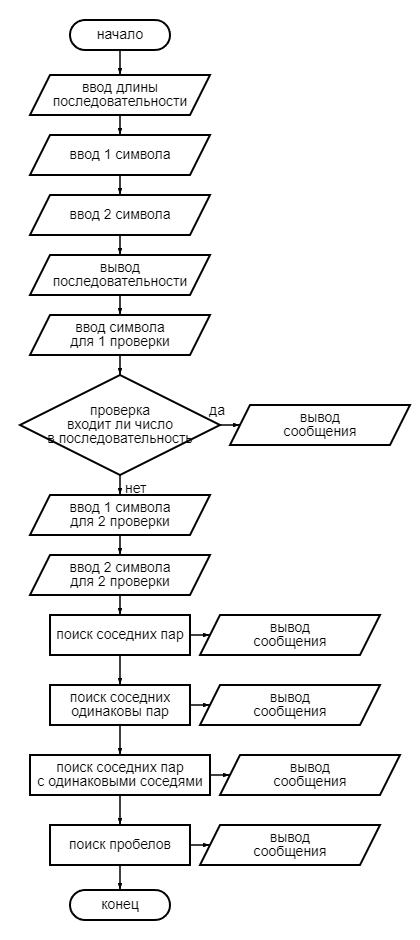 начало
ввод длины
последовательности
ввод 1 символа
ввод 2 символа
вывод
последовательности
ввод символа
для 1 проверки
проверка
входит ли число
в последовательность
да
вывод
сообщения
нет
ввод 1 символа
для 2 проверки
ввод 2 символа
для 2 проверки
поиск соседних пар
вывод
сообщения
поиск соседних
одинаковы пар
вывод
сообщения
поиск соседних пар
с одинаковыми соседями
вывод
сообщения
поиск пробелов
вывод
сообщения
конец